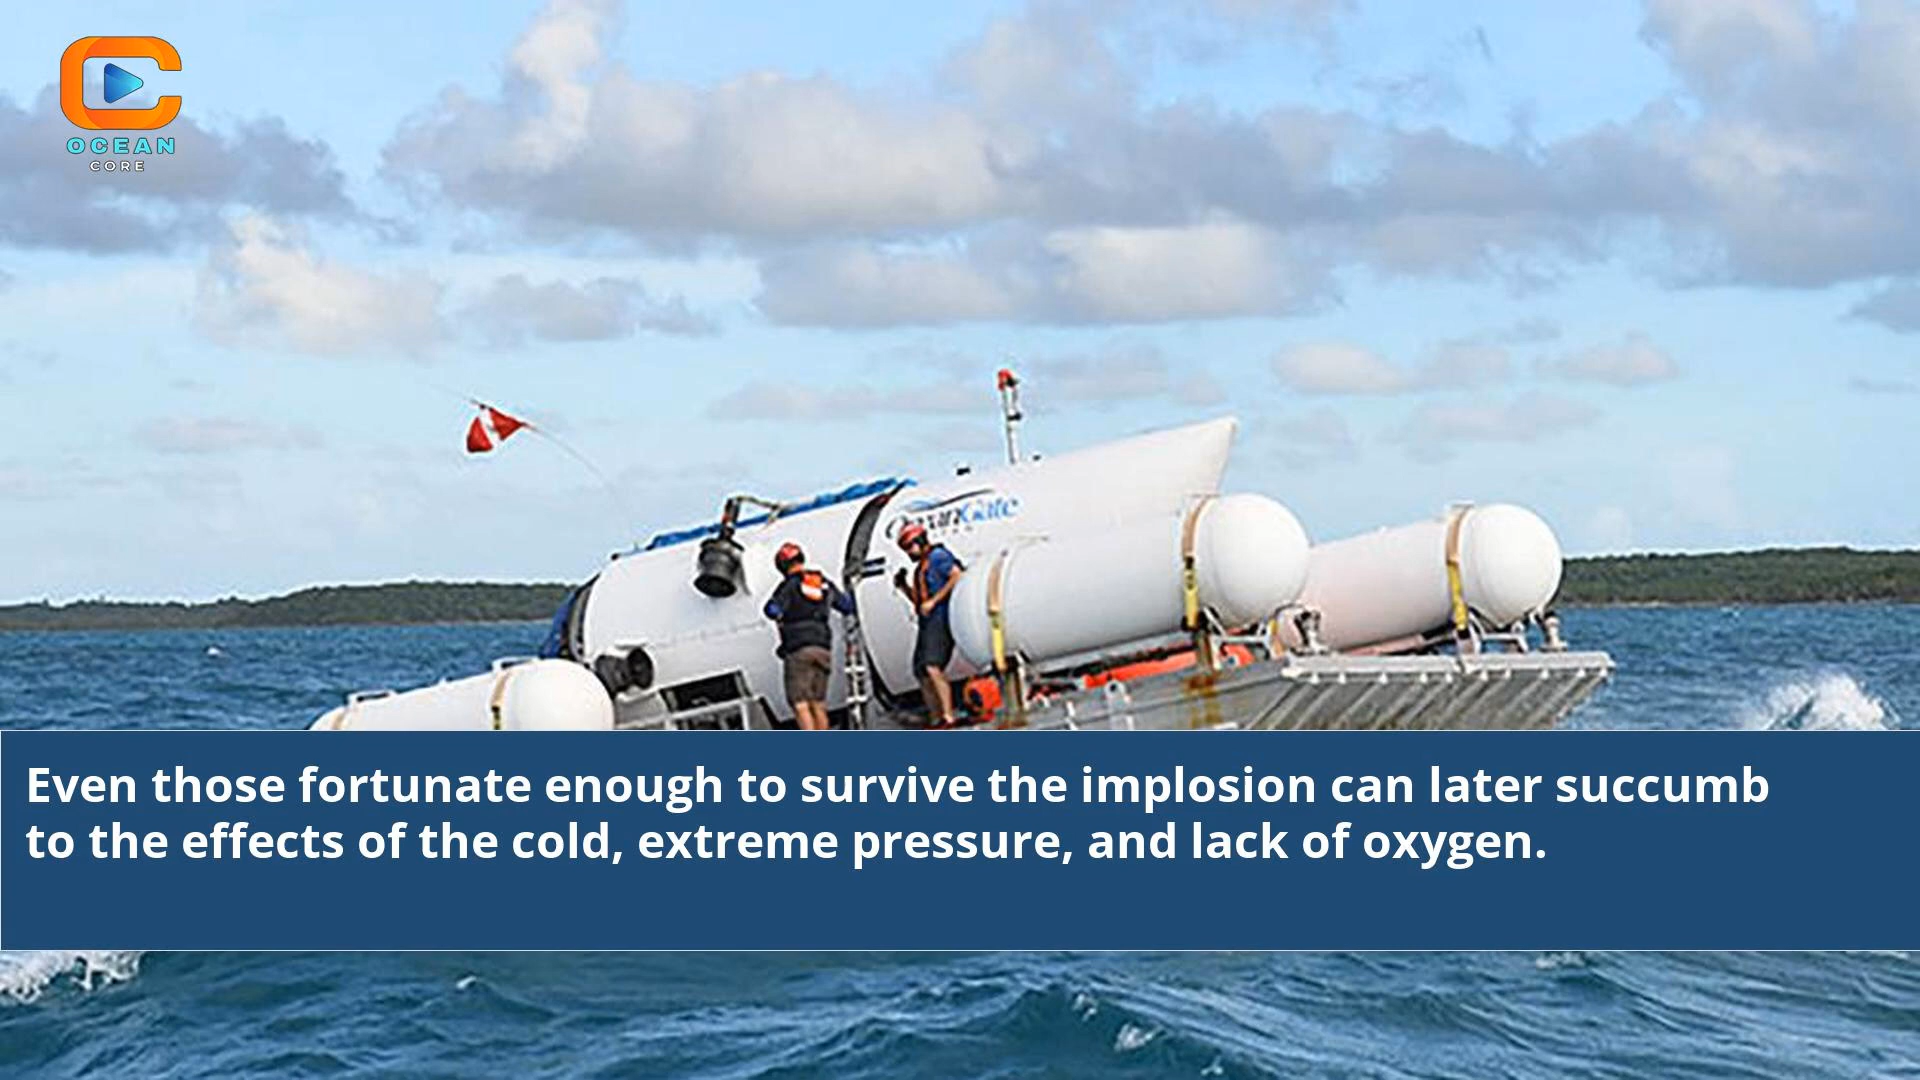 OCEAN
CORE
OceanGate
Even those fortunate enough to survive the implosion can later succumb
to the effects of the cold, extreme pressure, and lack of oxygen.